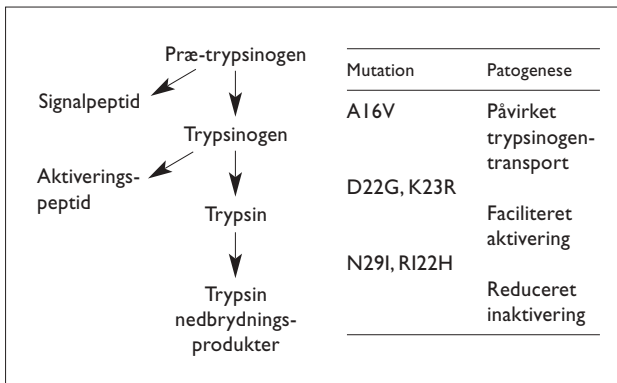 Præ-trypsinogen
Signalpeptid
Trypsinogen
Aktiverings-
peptid
Trypsin
Trypsin
nedbrydnings-
produkter
Mutation Patogenese
A16V Påvirket
trypsinogen-
transport
D22G, K23R
Faciliteret
aktivering
N29I, R122H
Reduceret
inaktivering